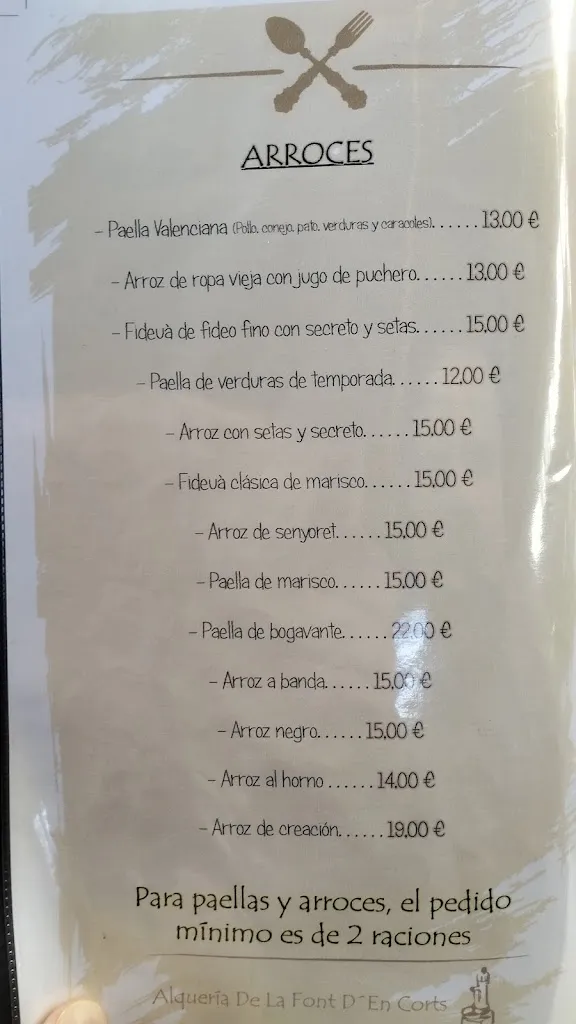 ARROCES
- Paella Valenciana (Pollo, conejo, pato, verduras y caracoles)......13,00 €
- Arroz de ropa vieja con jugo de puchero......13,00 €
- Fideuà de fideo fino con secreto y setas......15,00 €
- Paella de verduras de temporada......12,00 €
- Arroz con setas y secreto......15,00 €
- Fideuà clásica de marisco......15,00 €
- Arroz de senyoret......15,00 €
- Paella de marisco......15,00 €
- Paella de bogavante......22,00 €
- Arroz a banda......15,00 €
- Arroz negro......15,00 €
- Arroz al horno ......14,00 €
- Arroz de creación......19,00 €
Para paellas y arroces, el pedido
mínimo es de 2 raciones
Alquería De La Font D´En Corts